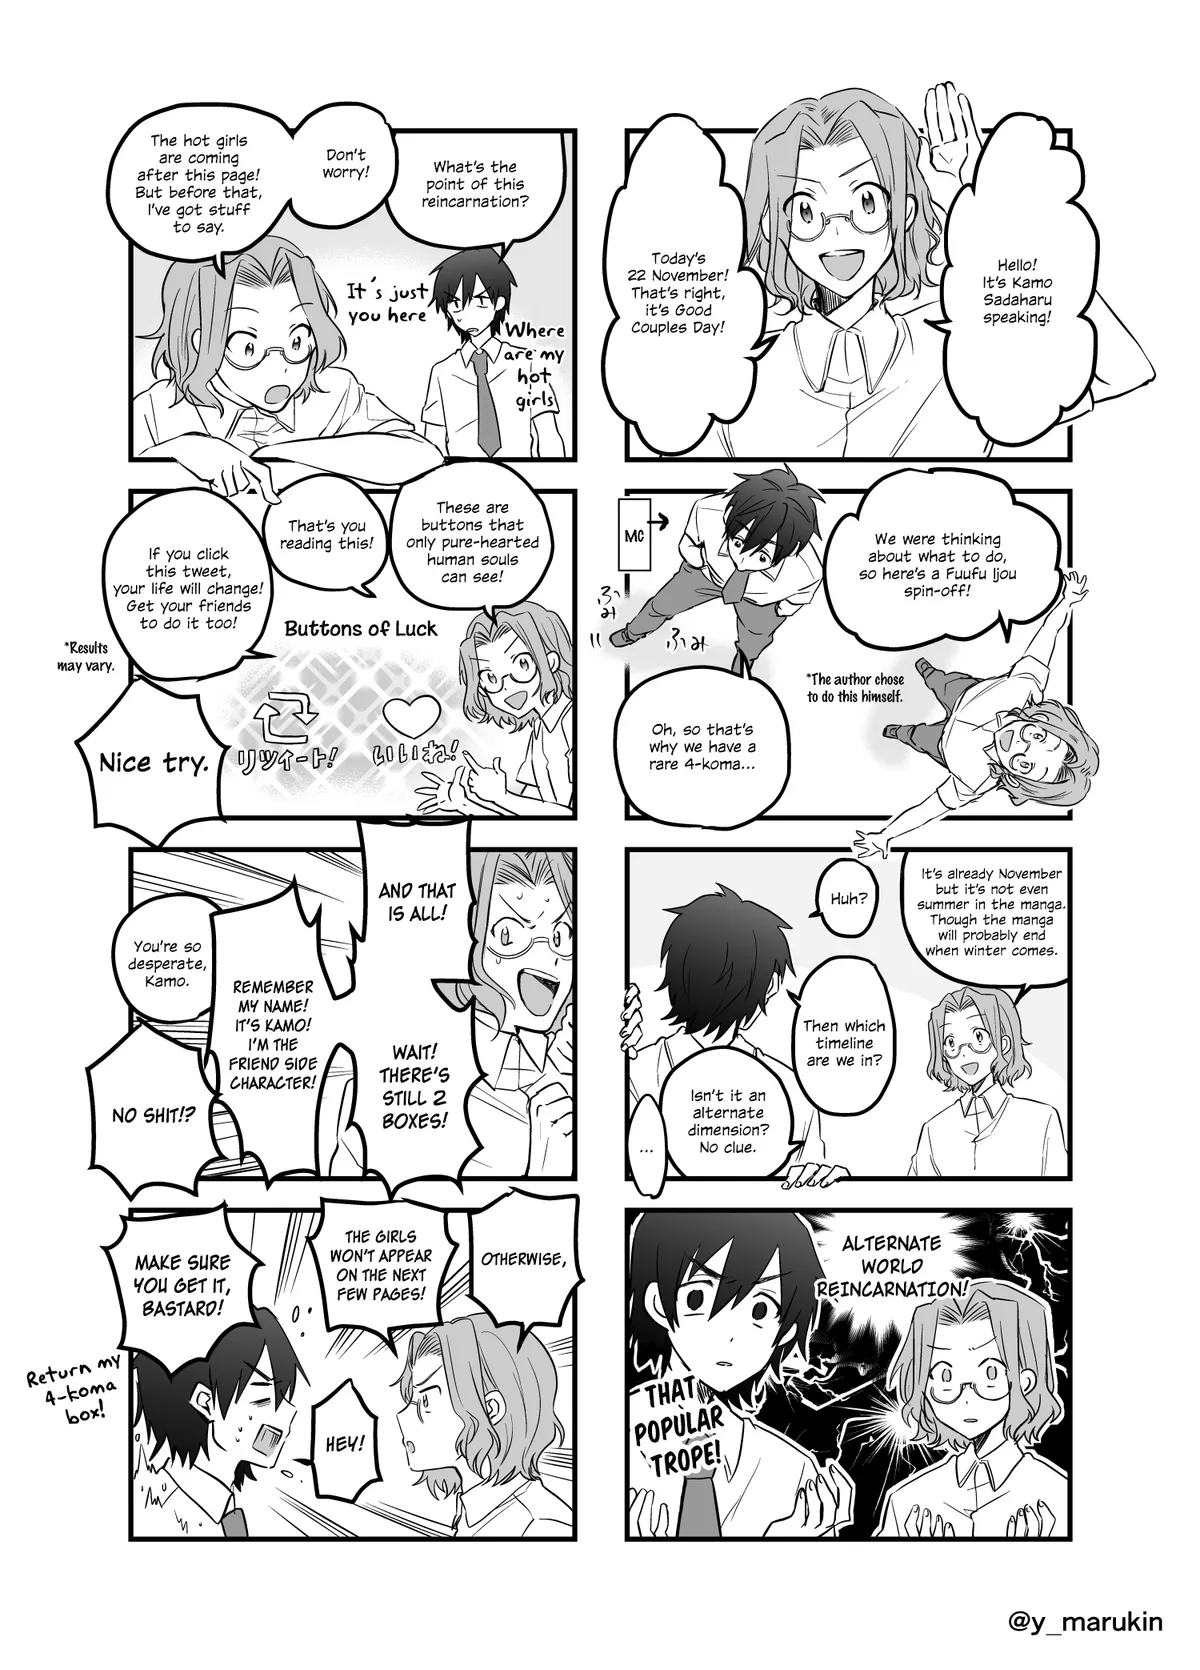 Hello!
It's Kamo
Sadaharu
speaking!
Today's
22 November!
That's right,
it's Good
Couples Day!
We were thinking
about what to do,
so here's a Fuufu Ijou
spin-off!
MC
ふみ
ふみ
*The author chose
to do this himself.
Oh, so that's
why we have a
rare 4-koma...
It's already November
but it's not even
summer in the manga.
Though the manga
will probably end
when winter comes.
Huh?
Then which
timeline
are we in?
Isn't it an
alternate
dimension?
No clue.
...
ALTERNATE
WORLD
REINCARNATION!
THAT
POPULAR
TROPE!
What's the
point of this
reincarnation?
Don't
worry!
The hot girls
are coming
after this page!
But before that,
I've got stuff
to say.
It's just
you here
Where
are my
hot
girls
These are
buttons that
only pure-hearted
human souls
can see!
That's you
reading this!
If you click
this tweet,
your life will change!
Get your friends
to do it too!
*Results
may vary.
Buttons of Luck
リツイート!
いいね!
Nice try.
AND THAT
IS ALL!
WAIT!
THERE'S
STILL 2
BOXES!
REMEMBER
MY NAME!
IT'S KAMO!
I'M THE
FRIEND SIDE
CHARACTER!
You're so
desperate,
Kamo.
NO SHIT!?
OTHERWISE,
THE GIRLS
WON'T APPEAR
ON THE NEXT
FEW PAGES!
MAKE SURE
YOU GET IT,
BASTARD!
HEY!
Return my
4-koma
box!
@y_marukin